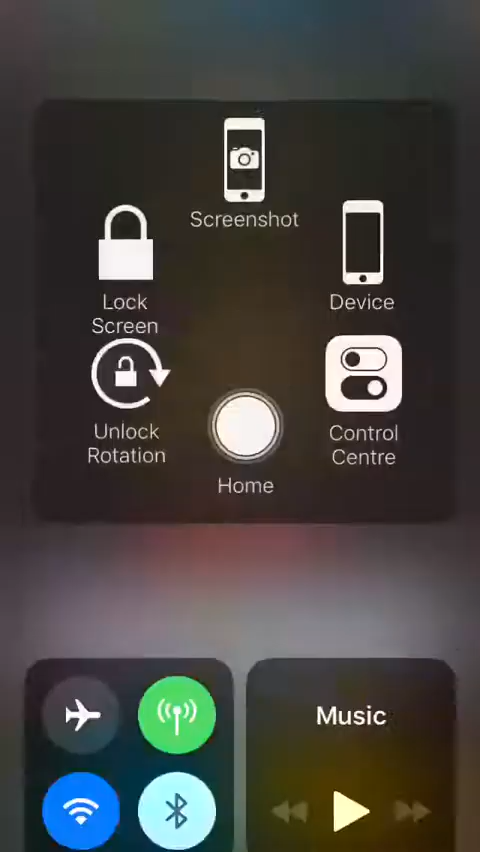 Screenshot
Lock
Screen
Device
Unlock
Rotation
Control
Centre
Home
Music